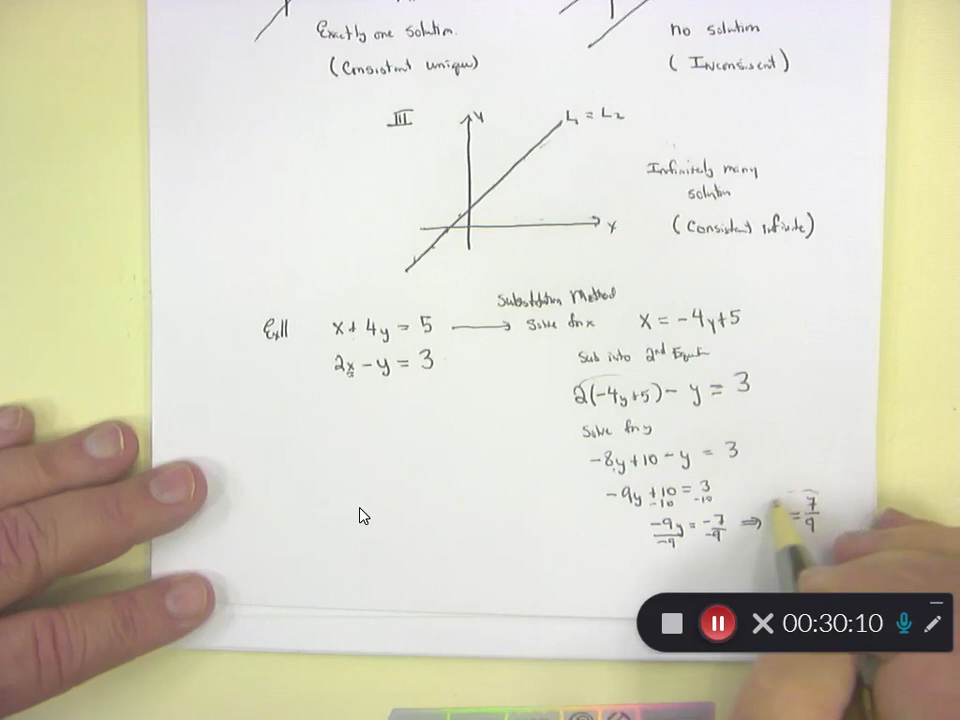 Exactly one solution.
(Consistent unique)
no solution
(Inconsisent)
III
y
L1 = L2
x
Infinitely many
solution
(Consistent Infinite)
Substitution Method
Ex11 x + 4y = 5 → Solve for x x = -4y+5
2x - y = 3
Sub into 2nd Equatn
2(-4y+5) - y = 3
Solve for y
-8y+10 - y = 3
-9y + 10 = 3
-10 -10
-9y/-9 = -7/-9 ⇒ = 7/9
00:30:10